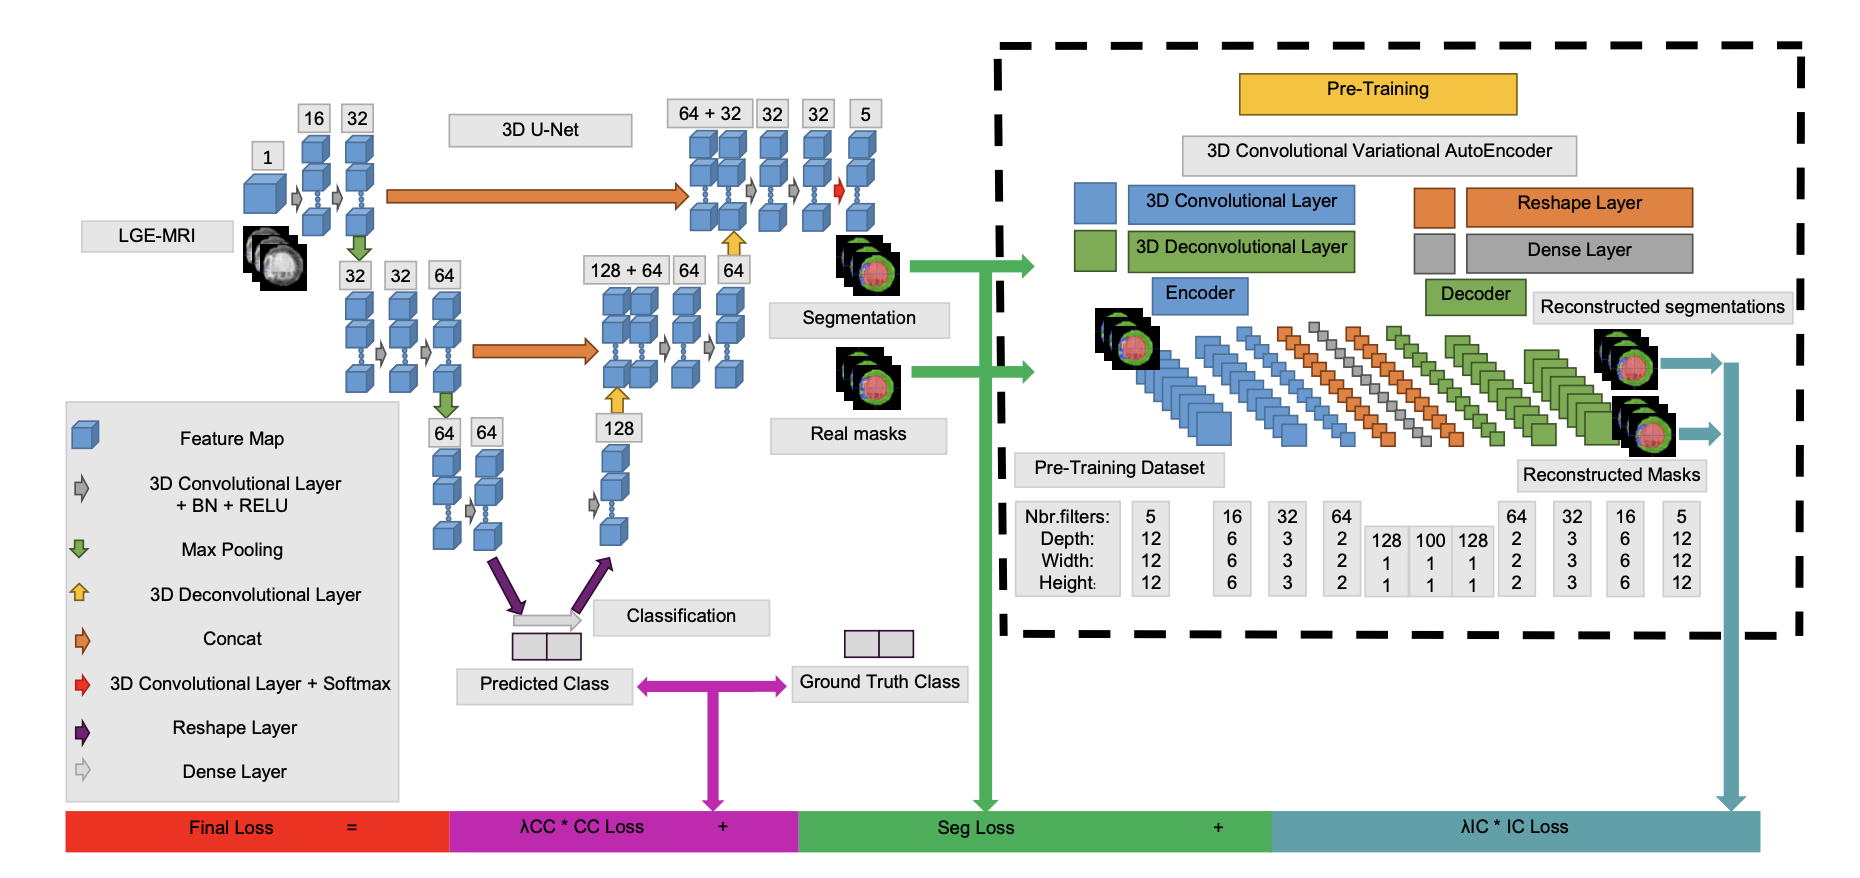 Pre-Training
3D Convolutional Variational AutoEncoder
3D Convolutional Layer
Reshape Layer
3D Deconvolutional Layer
Dense Layer
Encoder
Decoder
Reconstructed segmentations
Reconstructed Masks
Pre-Training Dataset
Nbr.filters: 5 16 32 64 64 32 16 5
Depth: 12 6 3 2 128 100 128 2 3 6 12
Width: 12 6 3 2 1 1 1 2 3 6 12
Height: 12 6 3 2 1 1 1 2 3 6 12
3D U-Net
LGE-MRI
1
16
32
64 + 32
32
32
5
32
32
64
128 + 64
64
64
64
64
128
Segmentation
Real masks
Classification
Predicted Class
Ground Truth Class
Feature Map
3D Convolutional Layer
+ BN + RELU
Max Pooling
3D Deconvolutional Layer
Concat
3D Convolutional Layer + Softmax
Reshape Layer
Dense Layer
Final Loss = λCC * CC Loss + Seg Loss + λIC * IC Loss